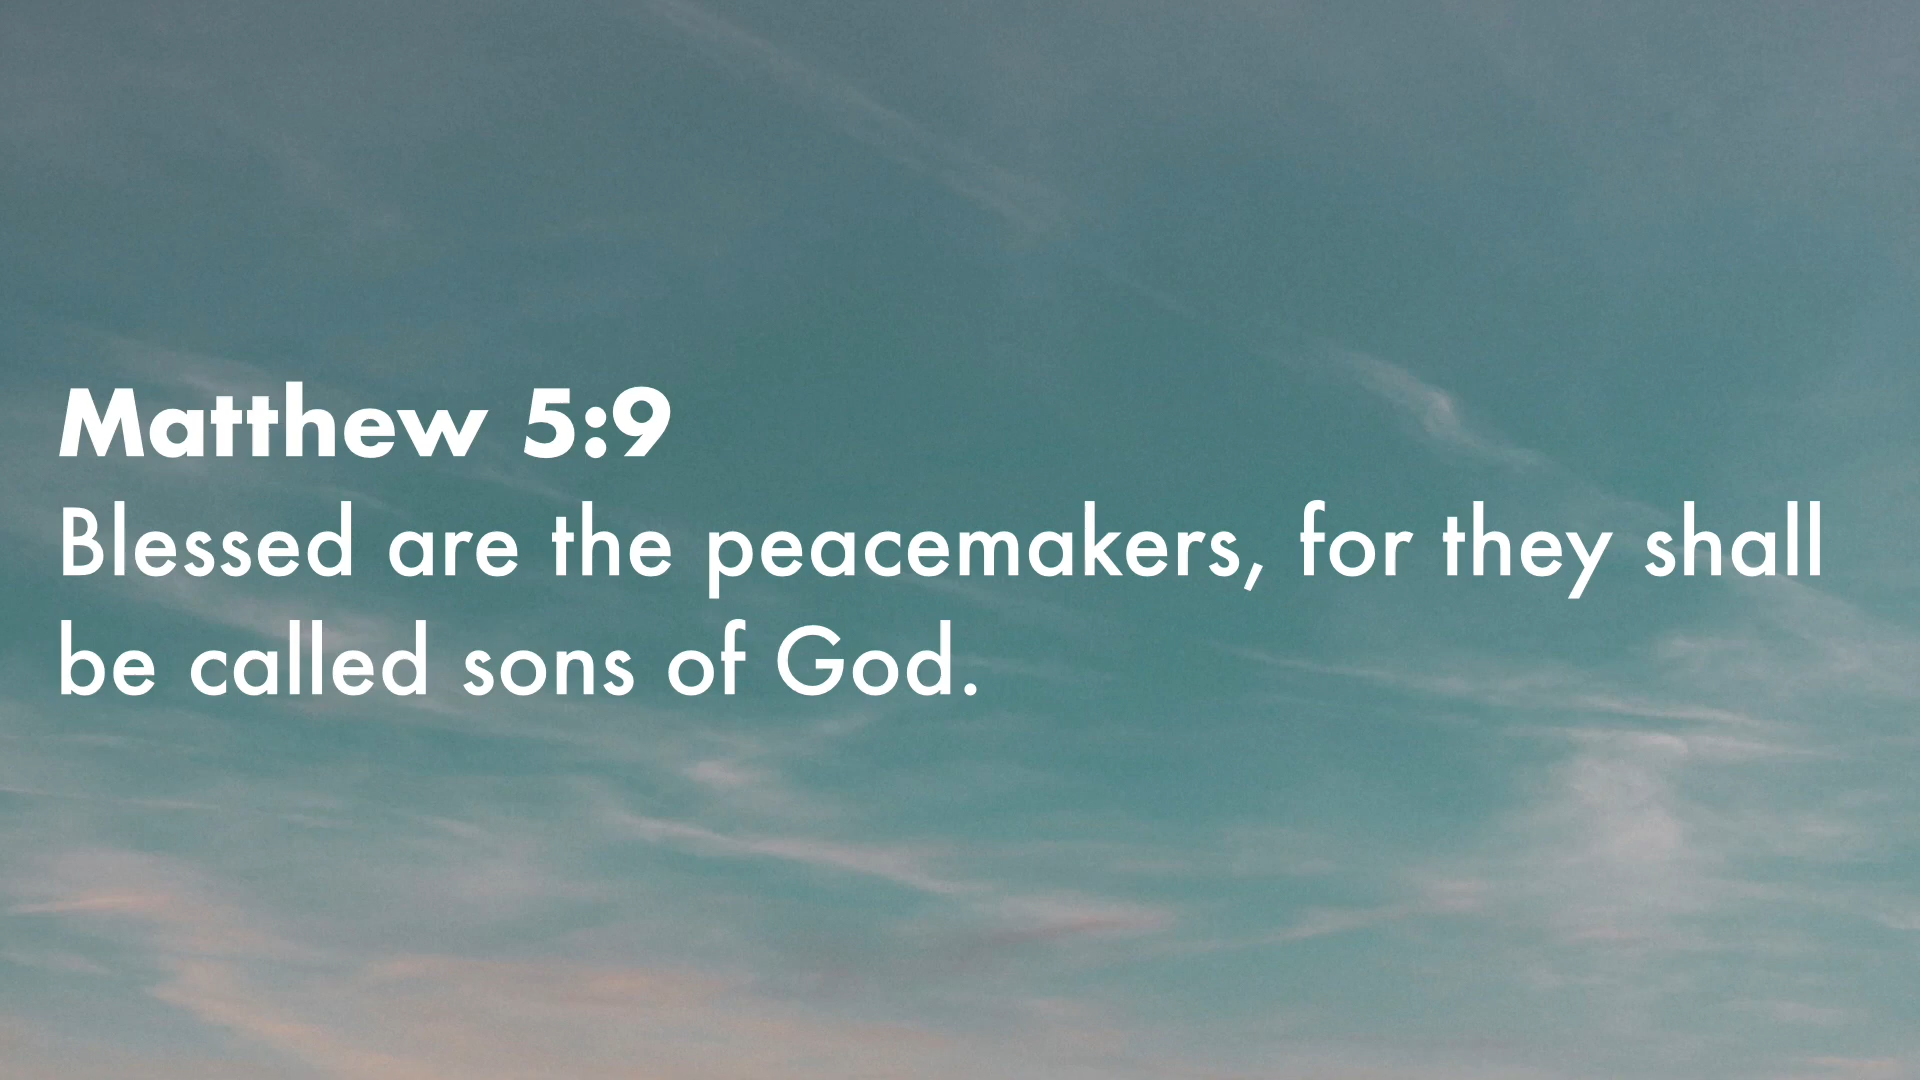 Matthew 5:9
Blessed are the peacemakers, for they shall
be called sons of God.